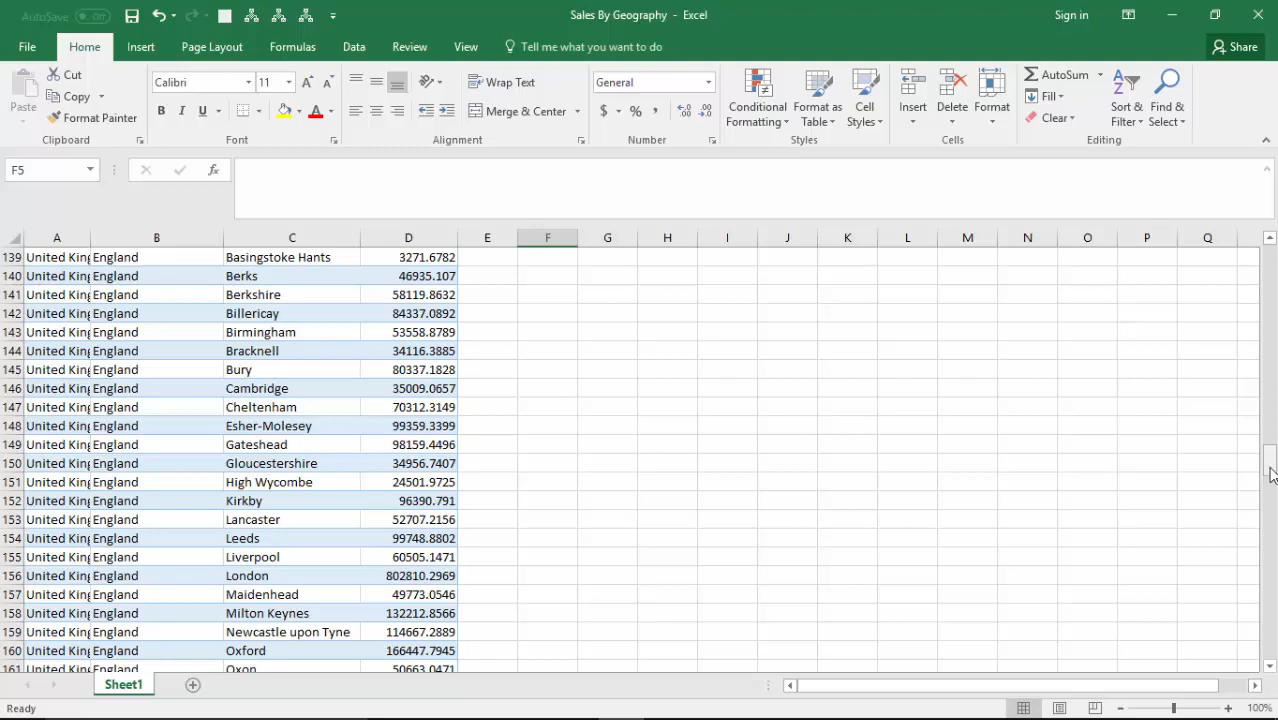 AutoSave Off Sales By Geography - Excel Sign in
File Home Insert Page Layout Formulas Data Review View Tell me what you want to do Share
Paste Cut Copy Format Painter Clipboard
Calibri 11 B I U A Font
Wrap Text Merge & Center Alignment
General $ % , Number
Conditional Formatting Format as Table Cell Styles Styles
Insert Delete Format Cells
AutoSum Fill Clear Sort & Filter Find & Select Editing
F5 fx
A B C D E F G H I J K L M N O P Q
139 United King England Basingstoke Hants 3271.6782
140 United King England Berks 46935.107
141 United King England Berkshire 58119.8632
142 United King England Billericay 84337.0892
143 United King England Birmingham 53558.8789
144 United King England Bracknell 34116.3885
145 United King England Bury 80337.1828
146 United King England Cambridge 35009.0657
147 United King England Cheltenham 70312.3149
148 United King England Esher-Molesey 99359.3399
149 United King England Gateshead 98159.4496
150 United King England Gloucestershire 34956.7407
151 United King England High Wycombe 24501.9725
152 United King England Kirkby 96390.791
153 United King England Lancaster 52707.2156
154 United King England Leeds 99748.8802
155 United King England Liverpool 60505.1471
156 United King England London 802810.2969
157 United King England Maidenhead 49773.0546
158 United King England Milton Keynes 132212.8566
159 United King England Newcastle upon Tyne 114667.2889
160 United King England Oxford 166447.7945
161 United King England Oxon 50663.0471
Sheet1
Ready 100%